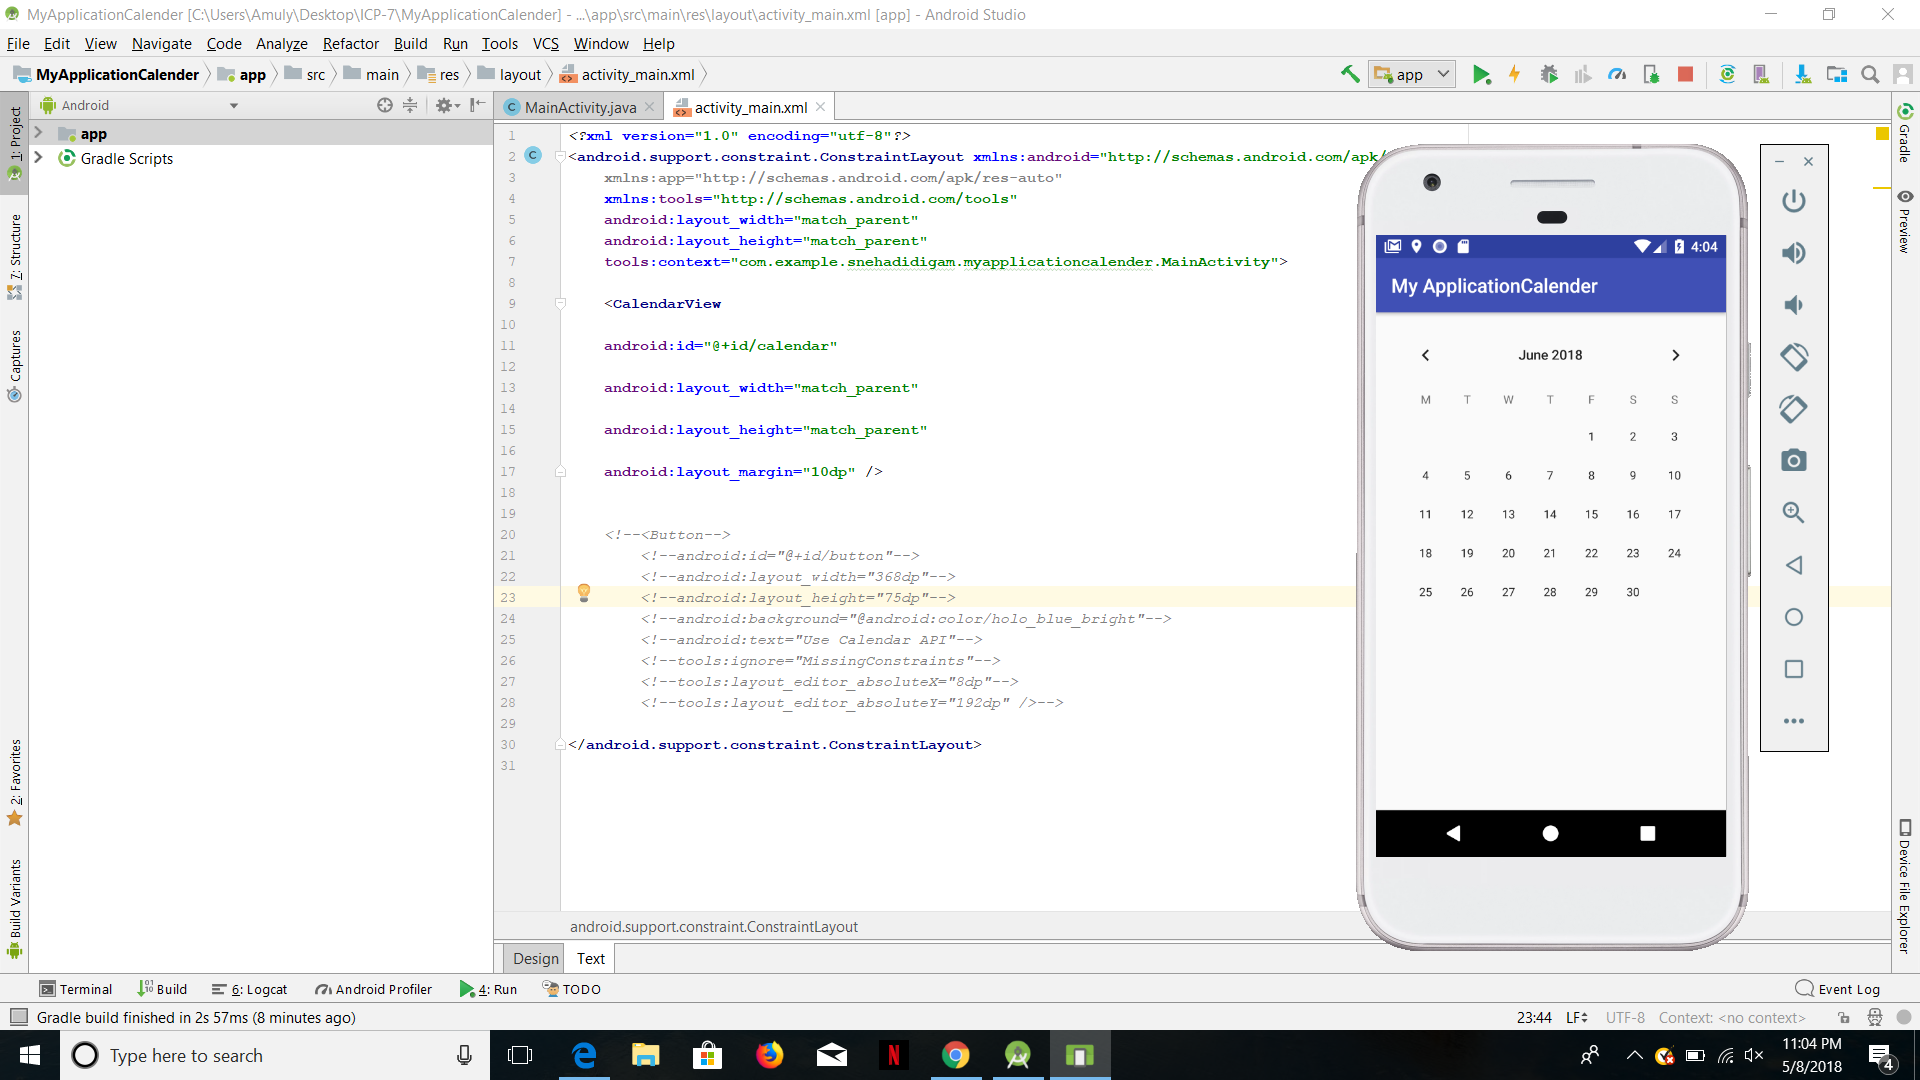 MyApplicationCalender [C:\Users\Amuly\Desktop\ICP-7\MyApplicationCalender] - ...\app\src\main\res\layout\activity_main.xml [app] - Android Studio
File Edit View Navigate Code Analyze Refactor Build Run Tools VCS Window Help
MyApplicationCalender app src main res layout activity_main.xml
app
Android
MainActivity.java
activity_main.xml
1: Project
7: Structure
Captures
2: Favorites
Build Variants
app
Gradle Scripts
1 <?xml version="1.0" encoding="utf-8"?>
2 <android.support.constraint.ConstraintLayout xmlns:android="http://schemas.android.com/apk/
3 xmlns:app="http://schemas.android.com/apk/res-auto"
4 xmlns:tools="http://schemas.android.com/tools"
5 android:layout_width="match_parent"
6 android:layout_height="match_parent"
7 tools:context="com.example.snehadidigam.myapplicationcalender.MainActivity">
8
9 <CalendarView
10
11 android:id="@+id/calendar"
12
13 android:layout_width="match_parent"
14
15 android:layout_height="match_parent"
16
17 android:layout_margin="10dp" />
18
19
20 <!--<Button-->
21 <!--android:id="@+id/button"-->
22 <!--android:layout_width="368dp"-->
23 <!--android:layout_height="75dp"-->
24 <!--android:background="@android:color/holo_blue_bright"-->
25 <!--android:text="Use Calendar API"-->
26 <!--tools:ignore="MissingConstraints"-->
27 <!--tools:layout_editor_absoluteX="8dp"-->
28 <!--tools:layout_editor_absoluteY="192dp" />-->
29
30 </android.support.constraint.ConstraintLayout>
31
android.support.constraint.ConstraintLayout
Design Text
4:04
My ApplicationCalender
June 2018
M T W T F S S
1 2 3
4 5 6 7 8 9 10
11 12 13 14 15 16 17
18 19 20 21 22 23 24
25 26 27 28 29 30
Gradle
Preview
Device File Explorer
Terminal Build 6: Logcat Android Profiler 4: Run TODO Event Log
Gradle build finished in 2s 57ms (8 minutes ago) 23:44 LF UTF-8 Context: <no context>
Type here to search
11:04 PM
5/8/2018
4